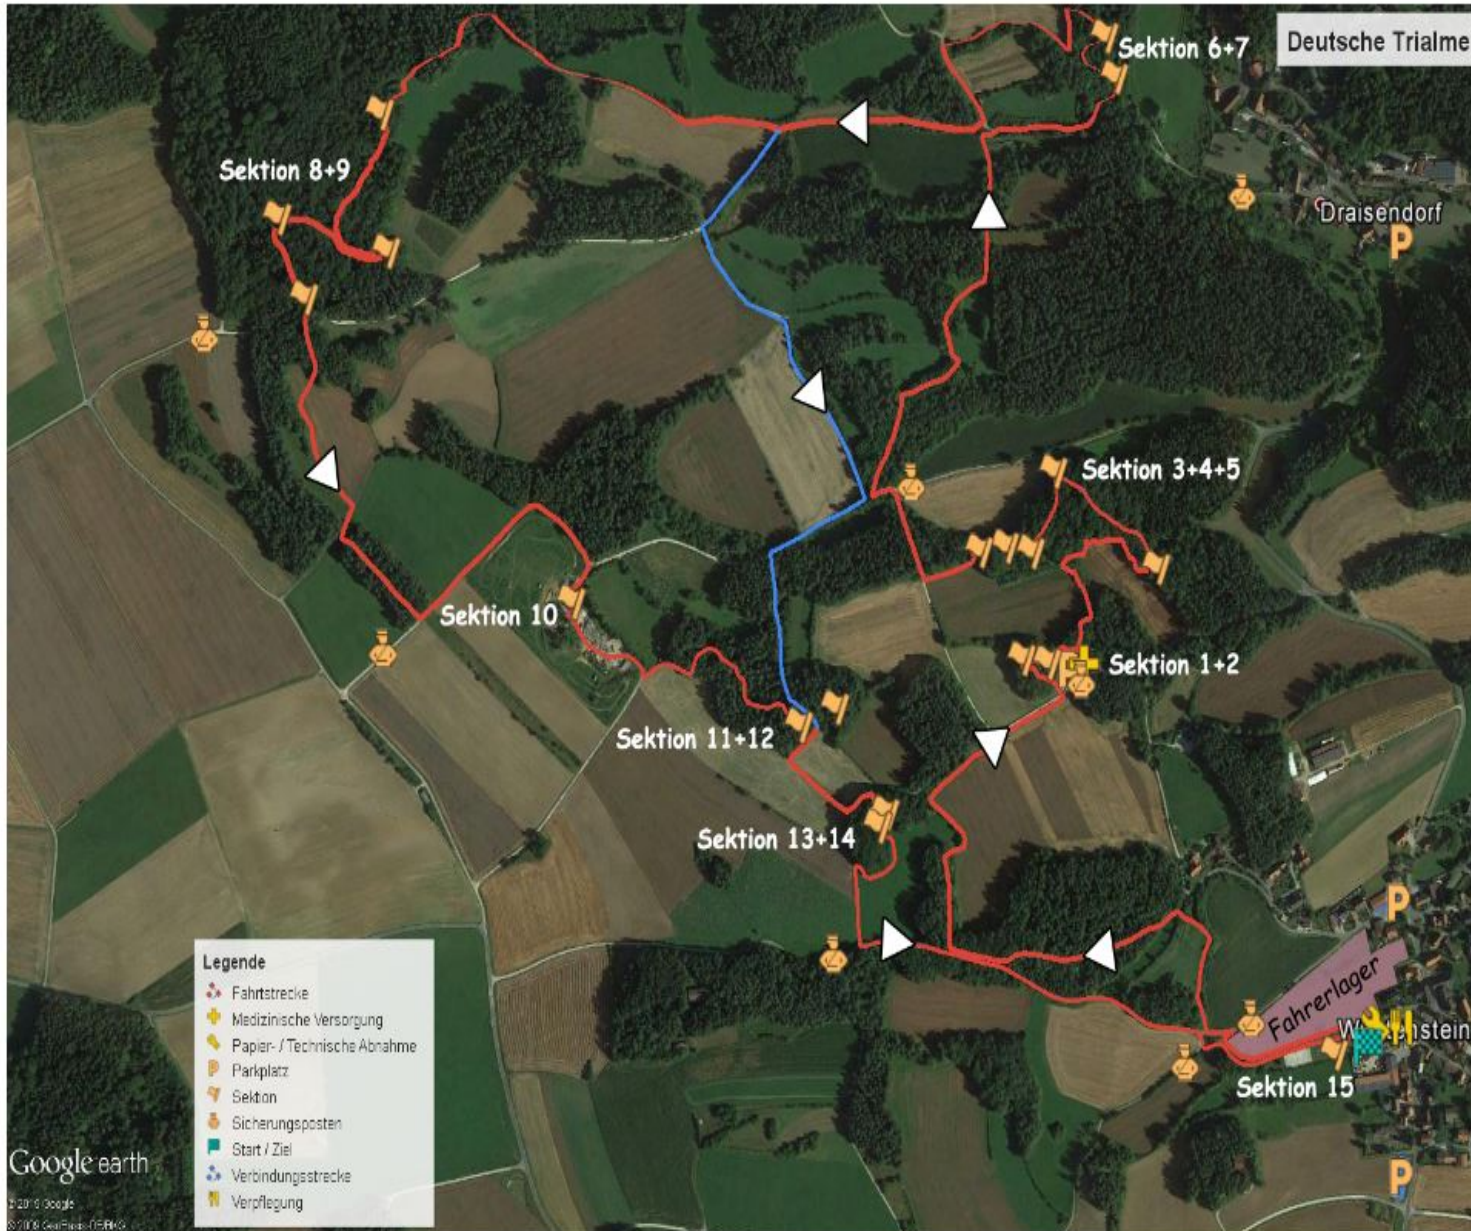 Deutsche Trialme
Sektion 6+7
Sektion 8+9
Draisendorf
P
Sektion 3+4+5
Sektion 10
Sektion 1+2
P
Sektion 11+12
Sektion 13+14
P
Fahrerlager
Sektion 15
P
Legende
Fahrtstrecke
Medizinische Versorgung
Papier- / Technische Abnahme
P Parkplatz
Sektion
Sicherungsposten
Start / Ziel
Verbindungsstrecke
Verpflegung
Google earth